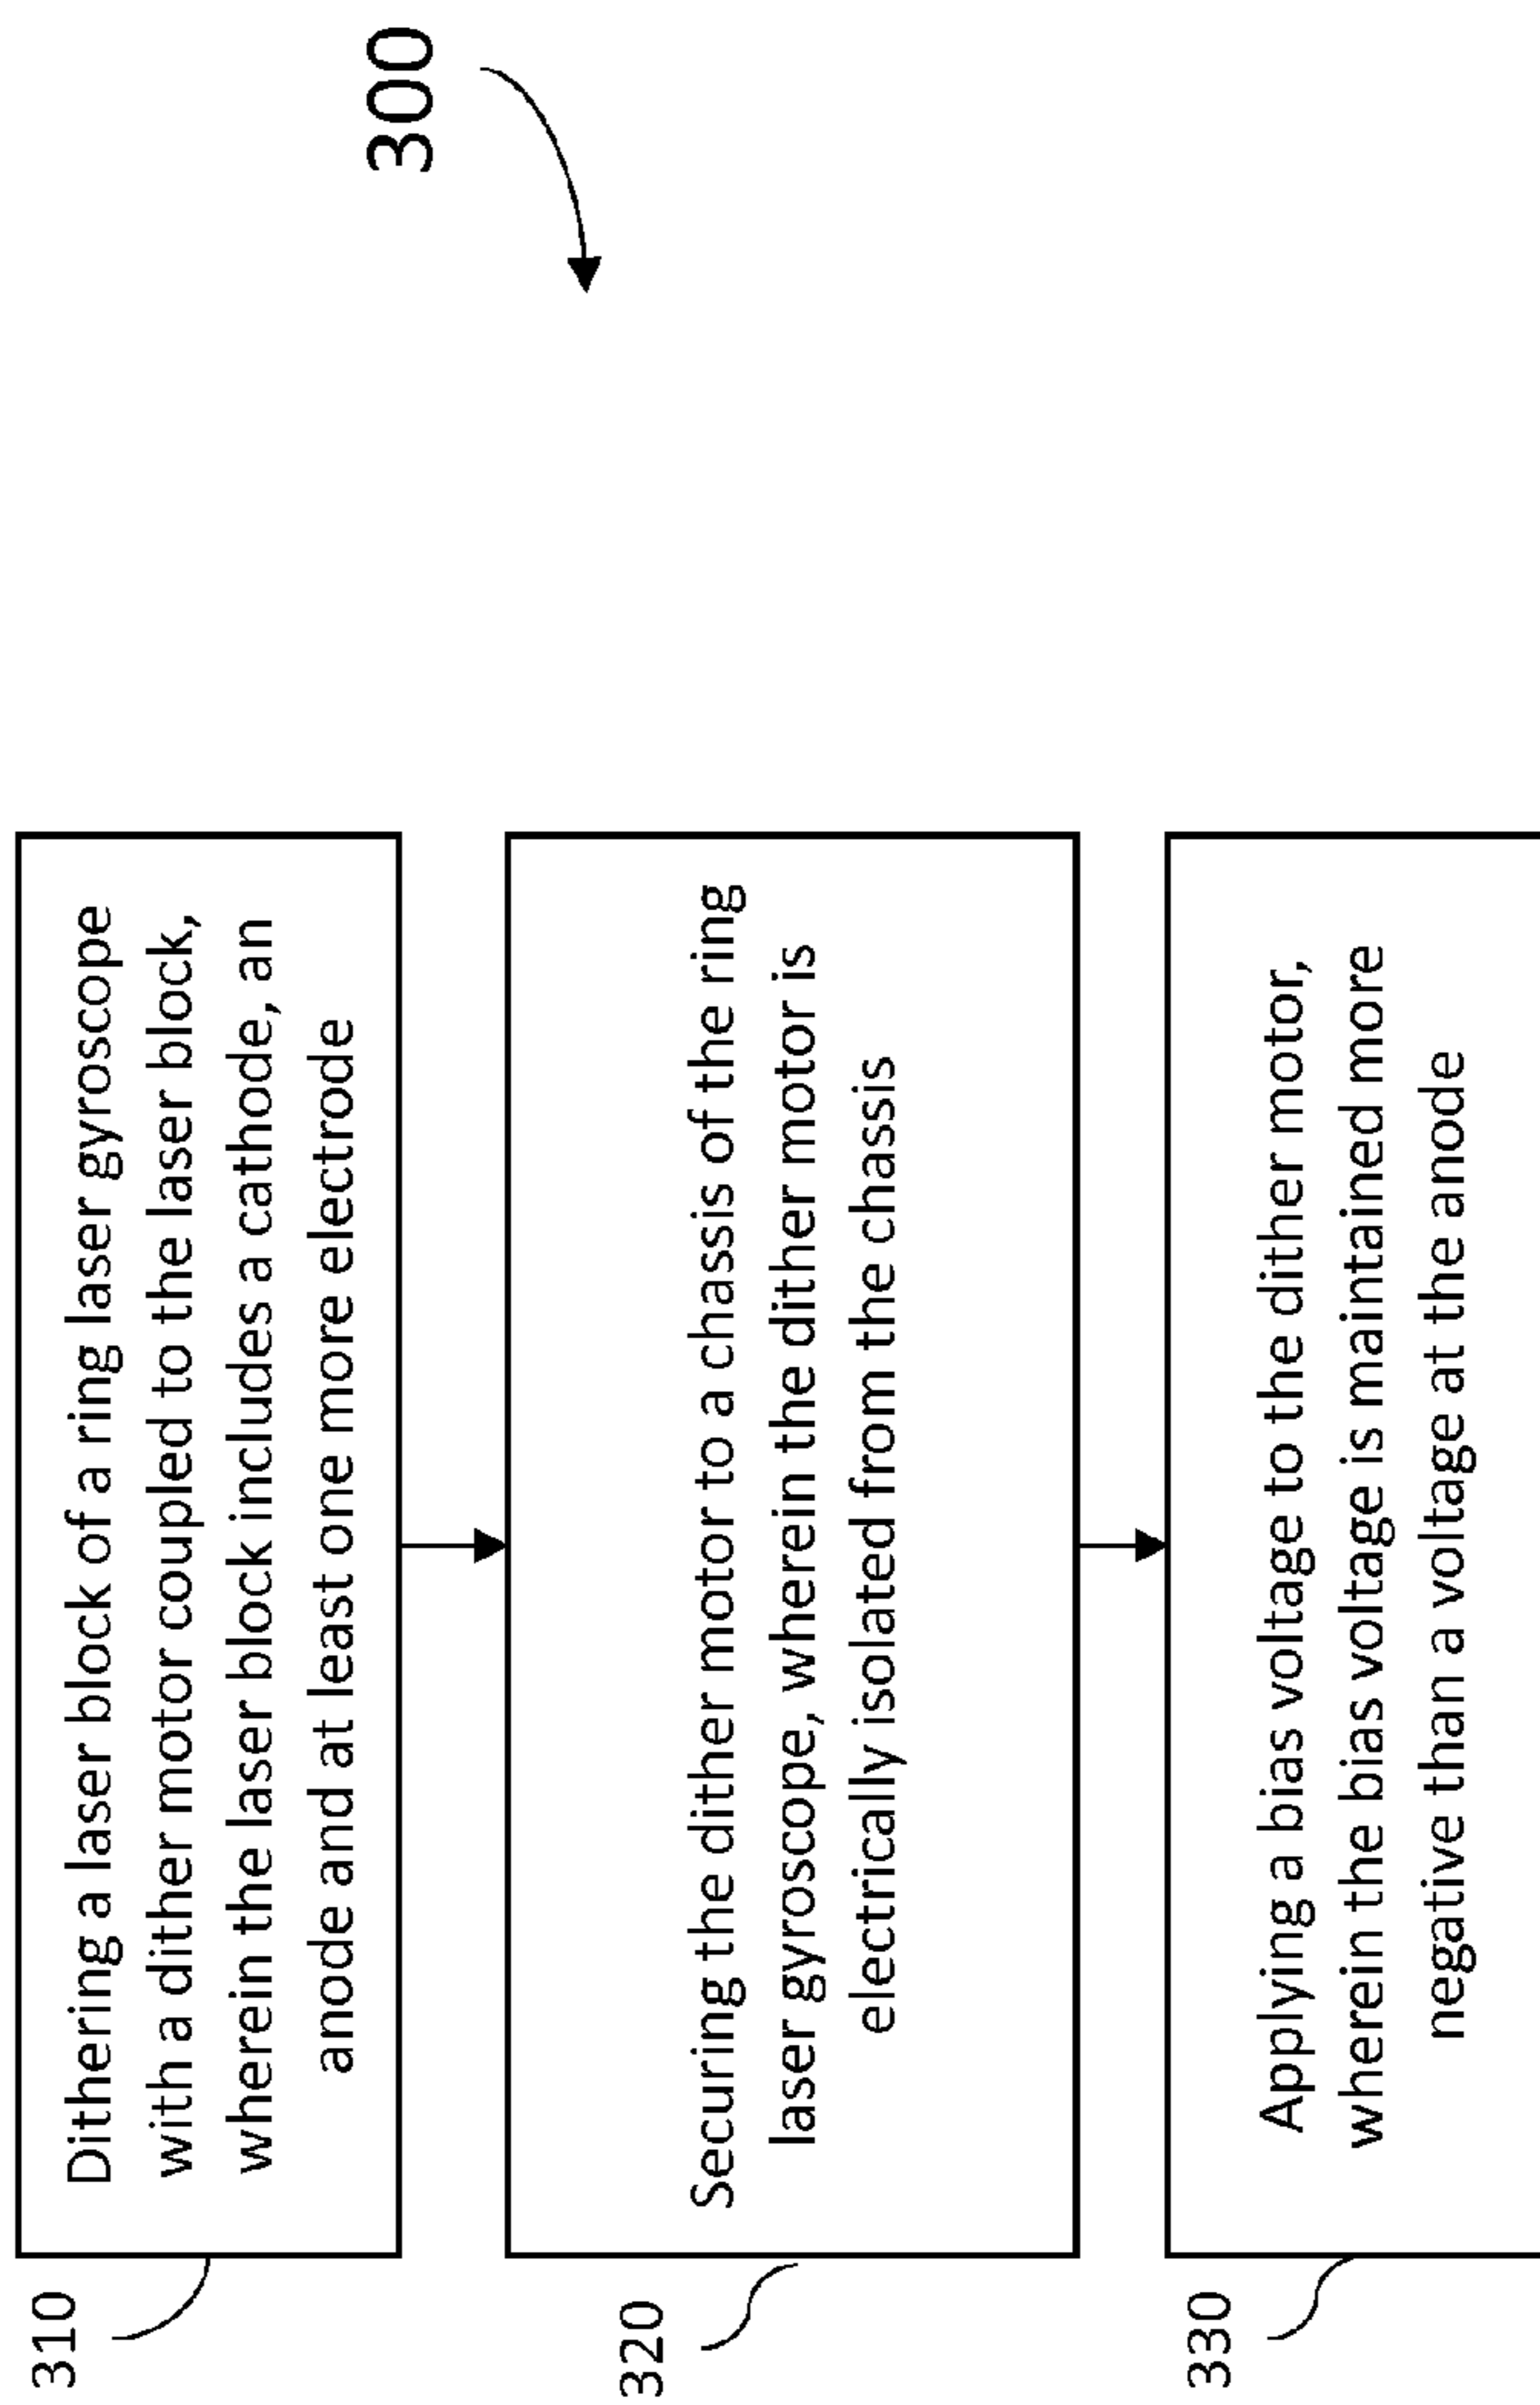 300
310
Dithering a laser block of a ring laser gyroscope
with a dither motor coupled to the laser block,
wherein the laser block includes a cathode, an
anode and at least one more electrode
320
Securing the dither motor to a chassis of the ring
laser gyroscope, wherein the dither motor is
electrically isolated from the chassis
330
Applying a bias voltage to the dither motor,
wherein the bias voltage is maintained more
negative than a voltage at the anode